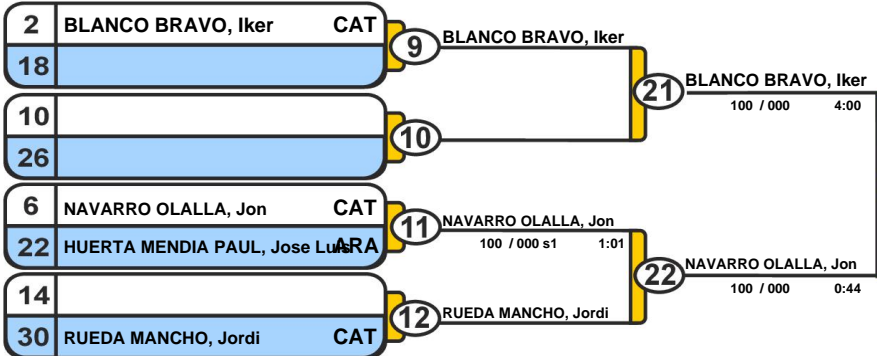 2 BLANCO BRAVO, Iker CAT
18
9
BLANCO BRAVO, Iker
10
26
10
21
BLANCO BRAVO, Iker
100 / 000 4:00
6 NAVARRO OLALLA, Jon CAT
22 HUERTA MENDIA PAUL, Jose Luis ARA
11
NAVARRO OLALLA, Jon
100 / 000 s1 1:01
14
30 RUEDA MANCHO, Jordi CAT
12
RUEDA MANCHO, Jordi
22
NAVARRO OLALLA, Jon
100 / 000 0:44